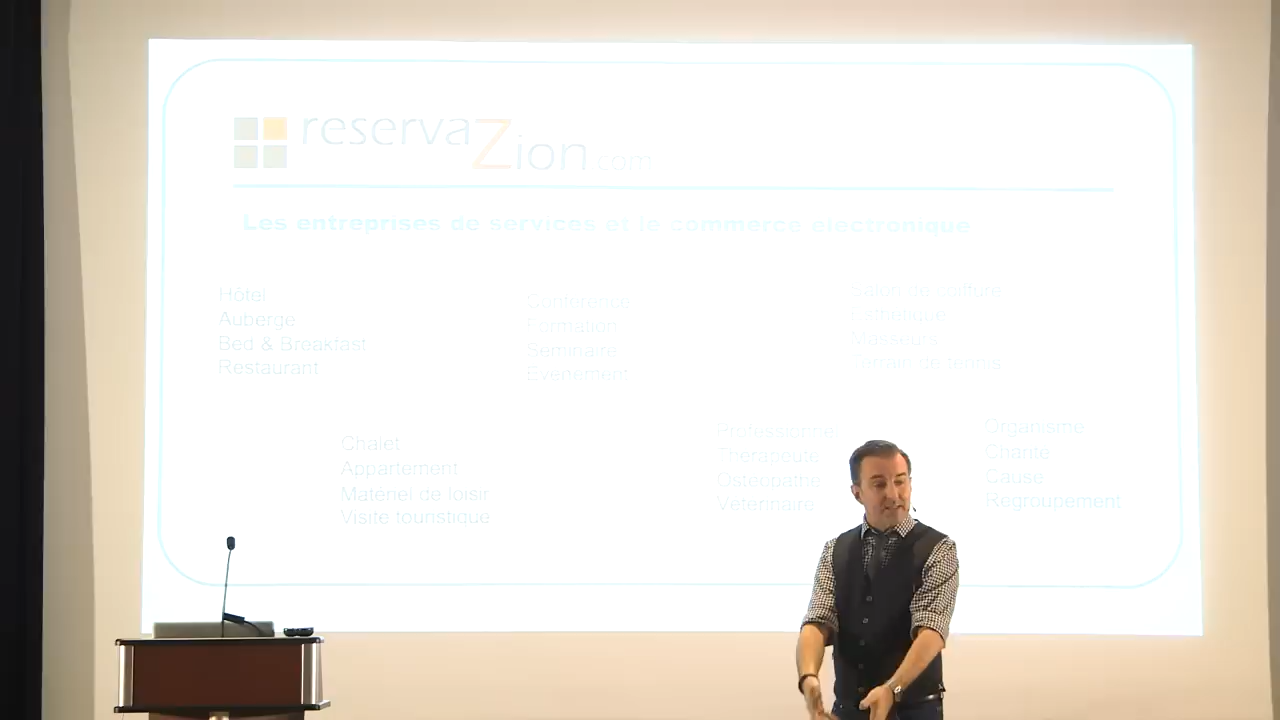 reservaZion.com
Les entreprises de services et le commerce électronique
Hôtel
Auberge
Bed & Breakfast
Restaurant
Conférence
Formation
Séminaire
Événement
Salon de coiffure
Esthétique
Masseurs
Terrain de tennis
Chalet
Appartement
Matériel de loisir
Visite touristique
Professionnel
Thérapeute
Ostéopathe
Vétérinaire
Organisme
Charité
Cause
Regroupement